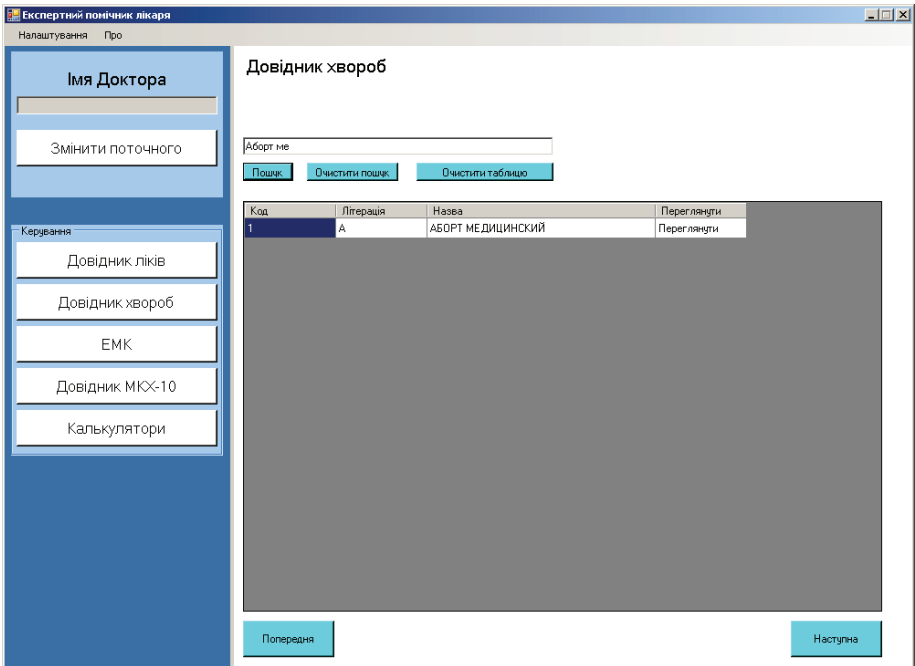 Експертний помічник лікаря
Налаштування Про
Імя Доктора
Змінити поточного
Керування
Довідник ліків
Довідник хвороб
ЕМК
Довідник МКХ-10
Калькулятори
Довідник хвороб
Аборт ме
Пошук Очистити пошук Очистити таблицю
Код Літерація Назва Переглянути
1 А АБОРТ МЕДИЦИНСКИЙ Переглянути
Попередня Наступна